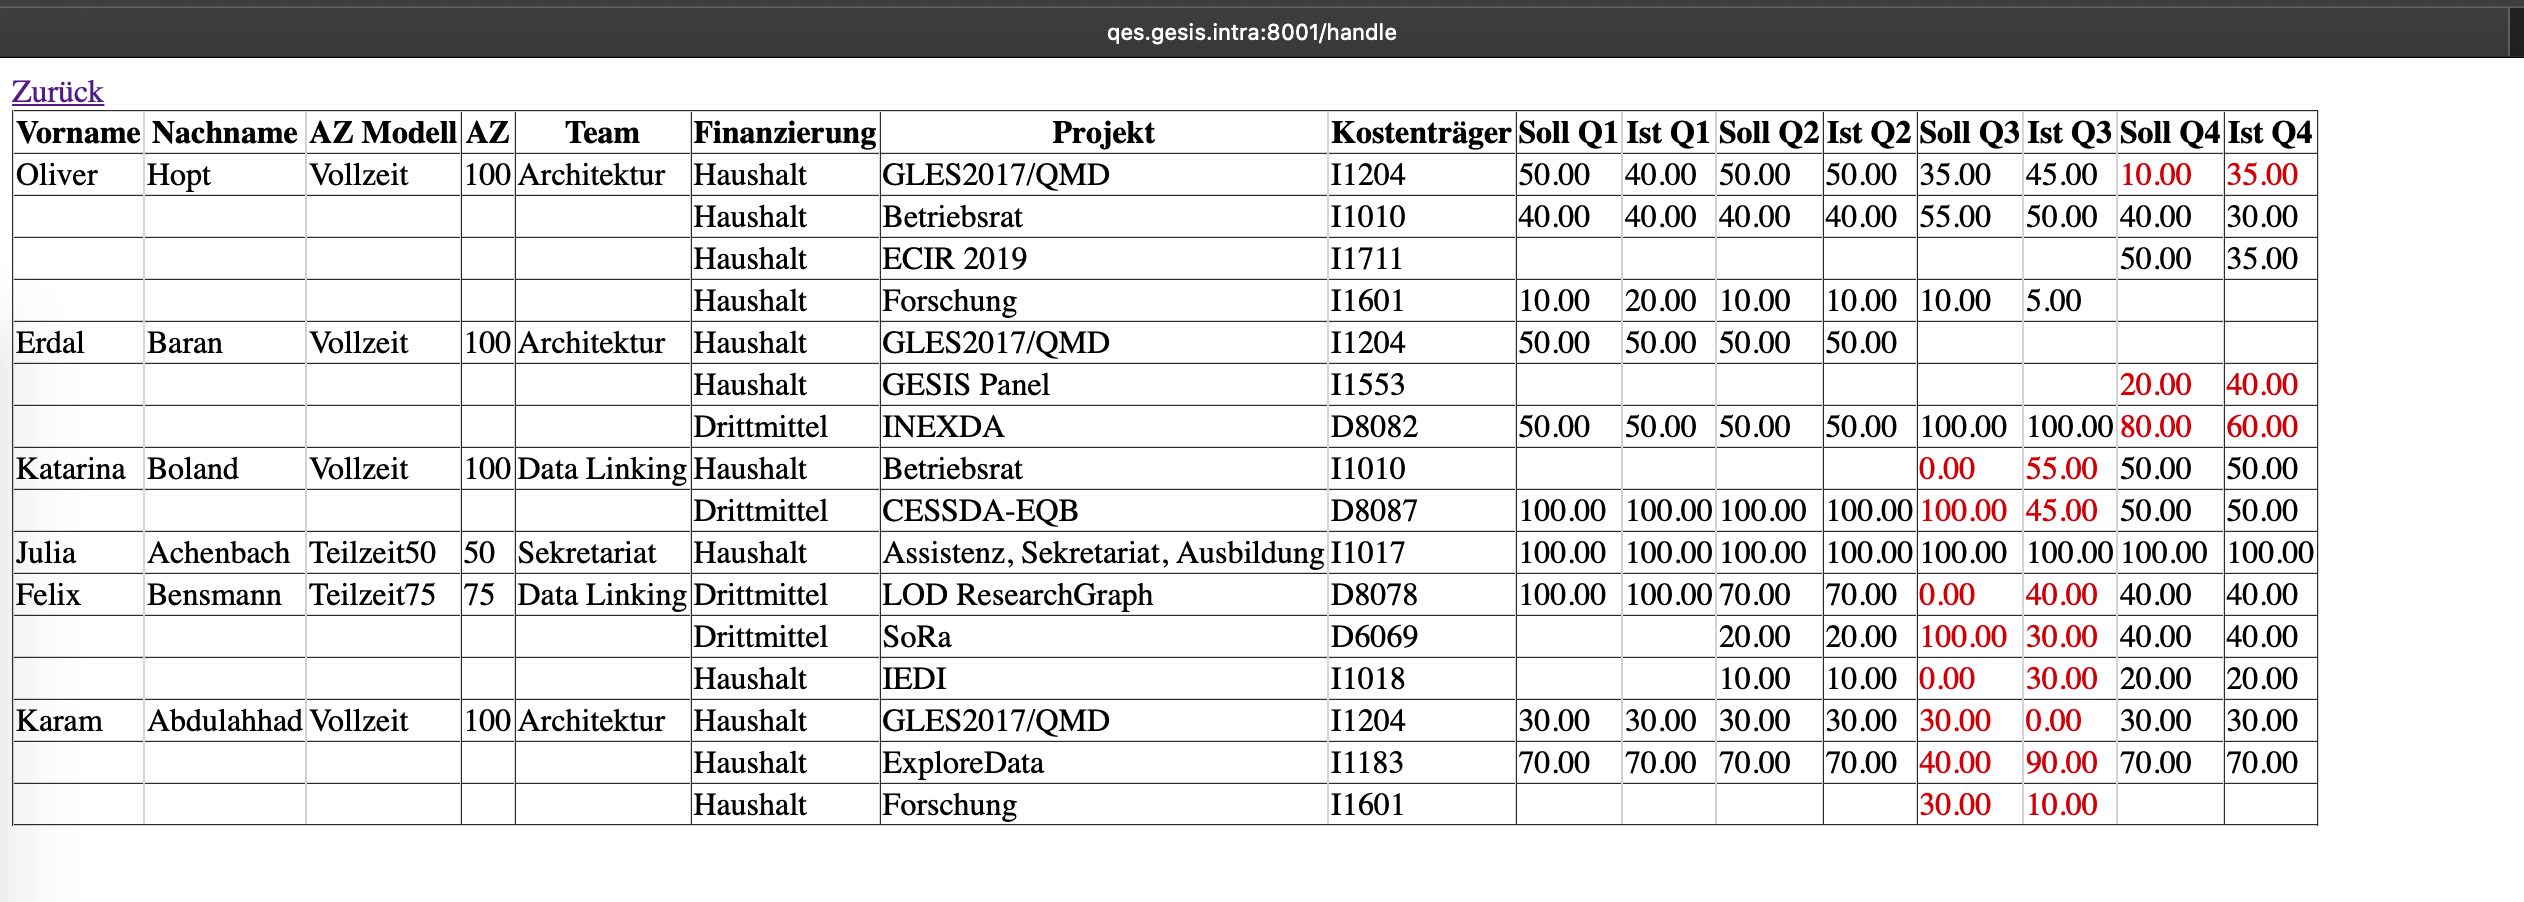 qes.gesis.intra:8001/handle
Zurück
Vorname Nachname AZ Modell AZ Team Finanzierung Projekt Kostenträger Soll Q1 Ist Q1 Soll Q2 Ist Q2 Soll Q3 Ist Q3 Soll Q4 Ist Q4
Oliver Hopt Vollzeit 100 Architektur Haushalt GLES2017/QMD I1204 50.00 40.00 50.00 50.00 35.00 45.00 10.00 35.00
Haushalt Betriebsrat I1010 40.00 40.00 40.00 40.00 55.00 50.00 40.00 30.00
Haushalt ECIR 2019 I1711 50.00 35.00
Haushalt Forschung I1601 10.00 20.00 10.00 10.00 10.00 5.00
Erdal Baran Vollzeit 100 Architektur Haushalt GLES2017/QMD I1204 50.00 50.00 50.00 50.00
Haushalt GESIS Panel I1553 20.00 40.00
Drittmittel INEXDA D8082 50.00 50.00 50.00 50.00 100.00 100.00 80.00 60.00
Katarina Boland Vollzeit 100 Data Linking Haushalt Betriebsrat I1010 0.00 55.00 50.00 50.00
Drittmittel CESSDA-EQB D8087 100.00 100.00 100.00 100.00 100.00 45.00 50.00 50.00
Julia Achenbach Teilzeit50 50 Sekretariat Haushalt Assistenz, Sekretariat, Ausbildung I1017 100.00 100.00 100.00 100.00 100.00 100.00 100.00 100.00
Felix Bensmann Teilzeit75 75 Data Linking Drittmittel LOD ResearchGraph D8078 100.00 100.00 70.00 70.00 0.00 40.00 40.00 40.00
Drittmittel SoRa D6069 20.00 20.00 100.00 30.00 40.00 40.00
Haushalt IEDI I1018 10.00 10.00 0.00 30.00 20.00 20.00
Karam Abdulahhad Vollzeit 100 Architektur Haushalt GLES2017/QMD I1204 30.00 30.00 30.00 30.00 30.00 0.00 30.00 30.00
Haushalt ExploreData I1183 70.00 70.00 70.00 70.00 40.00 90.00 70.00 70.00
Haushalt Forschung I1601 30.00 10.00